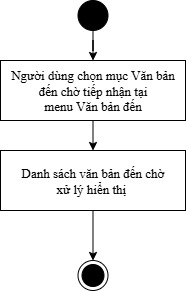 Người dùng chọn mục Văn bản
đến chờ tiếp nhận tại
menu Văn bản đến
Danh sách văn bản đến chờ
xử lý hiển thị